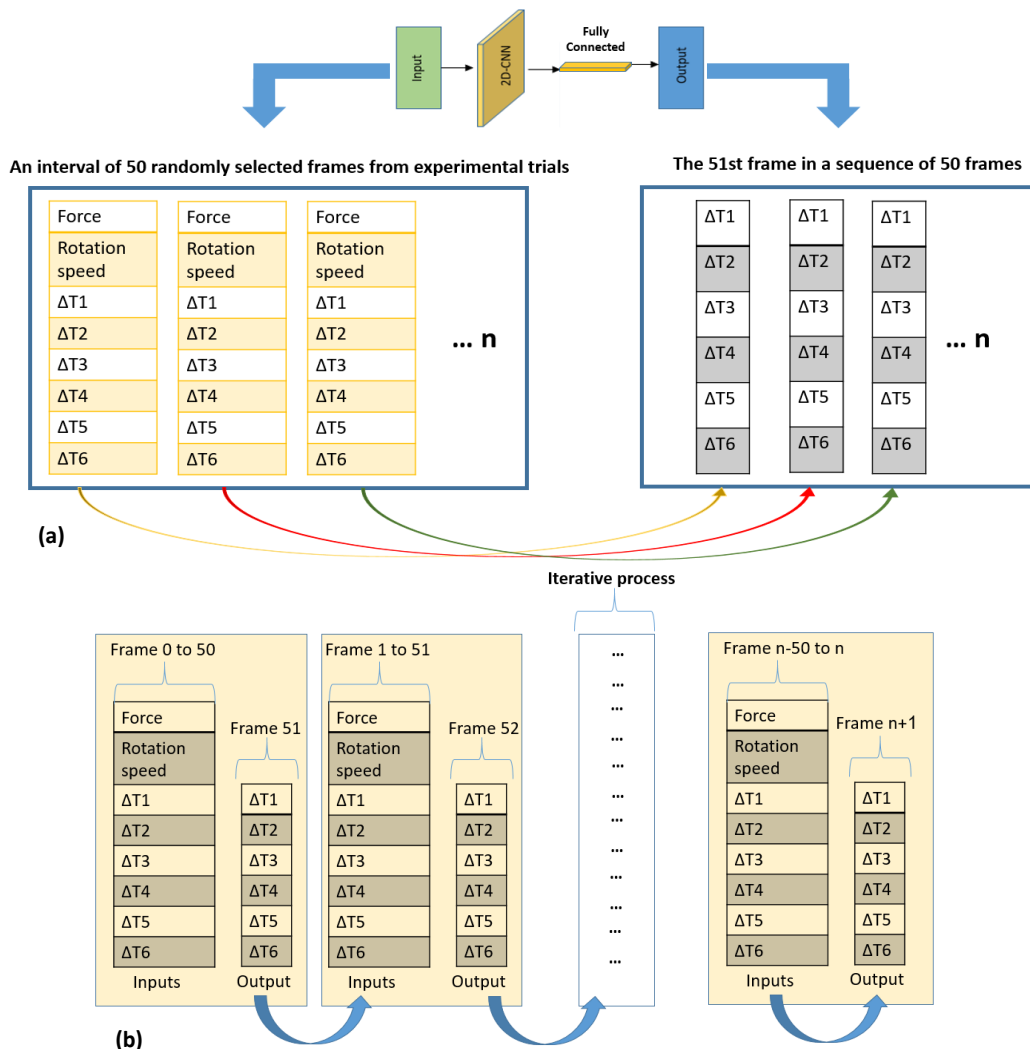 Input
2D-CNN
Fully
Connected
Output
An interval of 50 randomly selected frames from experimental trials
The 51st frame in a sequence of 50 frames
Force
Rotation
speed
ΔT1
ΔT2
ΔT3
ΔT4
ΔT5
ΔT6
Force
Rotation
speed
ΔT1
ΔT2
ΔT3
ΔT4
ΔT5
ΔT6
Force
Rotation
speed
ΔT1
ΔT2
ΔT3
ΔT4
ΔT5
ΔT6
... n
ΔT1
ΔT2
ΔT3
ΔT4
ΔT5
ΔT6
ΔT1
ΔT2
ΔT3
ΔT4
ΔT5
ΔT6
ΔT1
ΔT2
ΔT3
ΔT4
ΔT5
ΔT6
... n
(a)
Iterative process
Frame 0 to 50
Force
Rotation
speed
ΔT1
ΔT2
ΔT3
ΔT4
ΔT5
ΔT6
Inputs
Frame 51
ΔT1
ΔT2
ΔT3
ΔT4
ΔT5
ΔT6
Output
Frame 1 to 51
Force
Rotation
speed
ΔT1
ΔT2
ΔT3
ΔT4
ΔT5
ΔT6
Inputs
Frame 52
ΔT1
ΔT2
ΔT3
ΔT4
ΔT5
ΔT6
Output
...
...
...
...
...
...
...
...
...
...
...
...
Frame n-50 to n
Force
Rotation
speed
ΔT1
ΔT2
ΔT3
ΔT4
ΔT5
ΔT6
Inputs
Frame n+1
ΔT1
ΔT2
ΔT3
ΔT4
ΔT5
ΔT6
Output
(b)